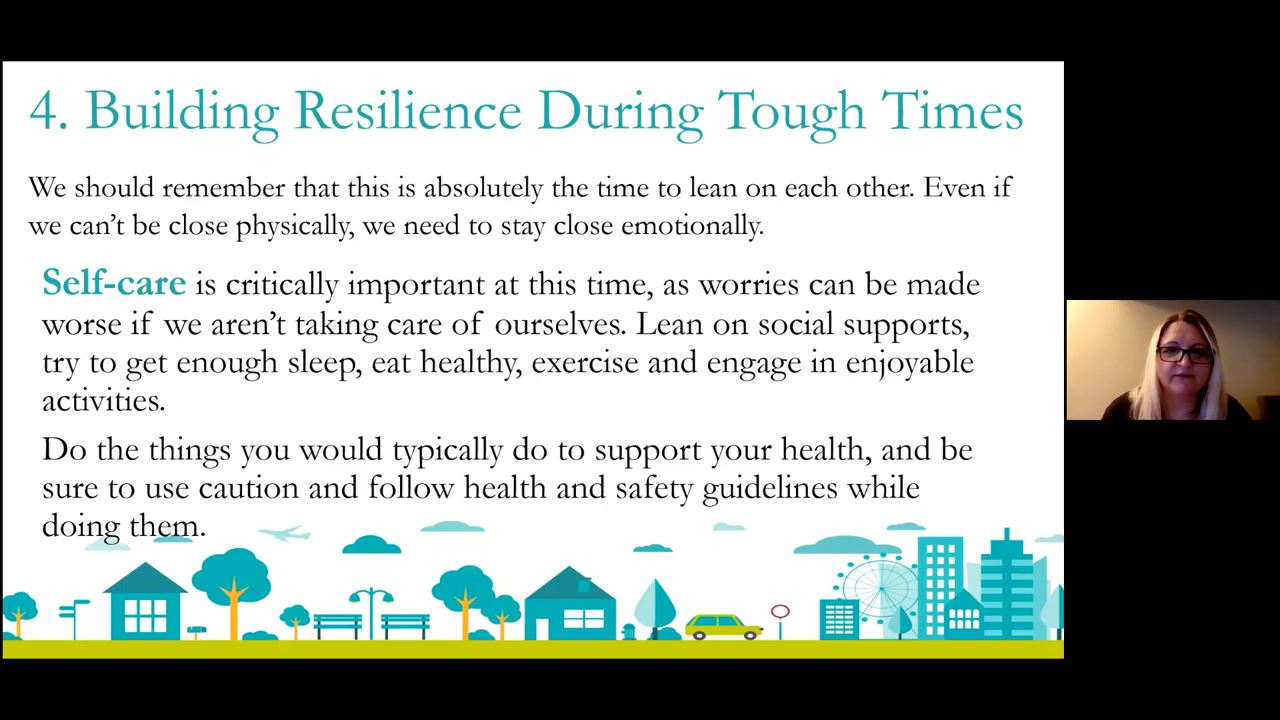 4. Building Resilience During Tough Times
We should remember that this is absolutely the time to lean on each other. Even if
we can’t be close physically, we need to stay close emotionally.
Self-care is critically important at this time, as worries can be made
worse if we aren’t taking care of ourselves. Lean on social supports,
try to get enough sleep, eat healthy, exercise and engage in enjoyable
activities.
Do the things you would typically do to support your health, and be
sure to use caution and follow health and safety guidelines while
doing them.